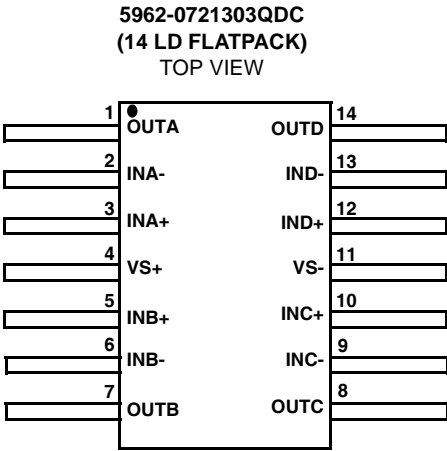 5962-0721303QDC
(14 LD FLATPACK)
TOP VIEW
1 OUTA OUTD 14
2 INA- IND- 13
3 INA+ IND+ 12
4 VS+ VS- 11
5 INB+ INC+ 10
6 INB- INC- 9
7 OUTB OUTC 8